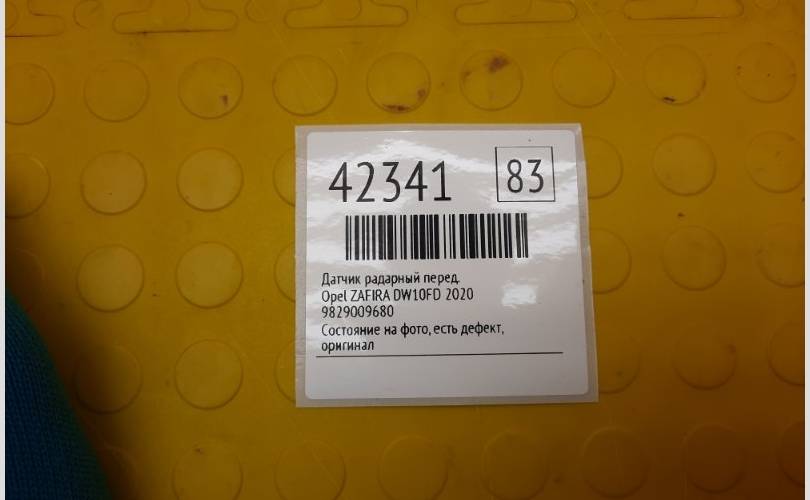 42341
83
Датчик радарный перед.
Opel ZAFIRA DW10FD 2020
9829009680
Состояние на фото, есть дефект,
оригинал